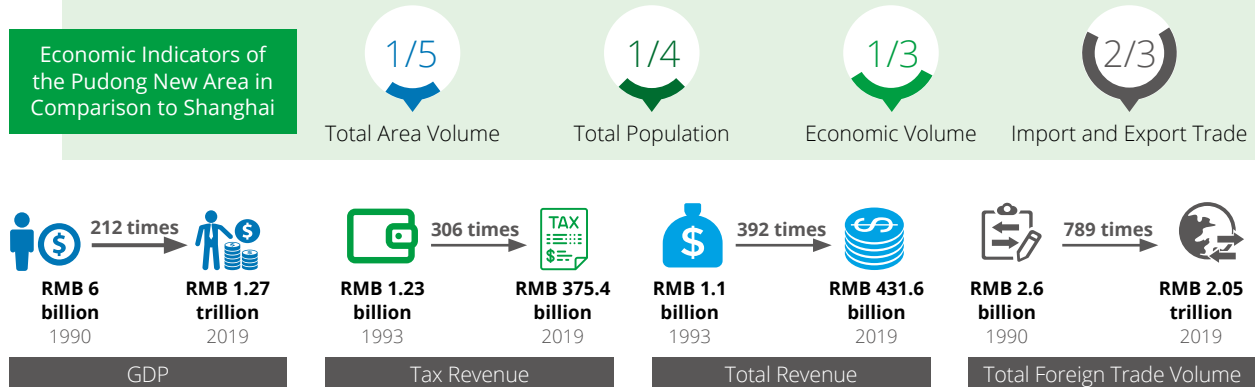 Economic Indicators of
the Pudong New Area in
Comparison to Shanghai
1/5
Total Area Volume
1/4
Total Population
1/3
Economic Volume
2/3
Import and Export Trade
212 times
$
$
RMB 6
billion
1990
RMB 1.27
trillion
2019
GDP
306 times
TAX
$
RMB 1.23
billion
1993
RMB 375.4
billion
2019
Tax Revenue
$
392 times
$
RMB 1.1
billion
1993
RMB 431.6
billion
2019
Total Revenue
789 times
RMB 2.6
billion
1990
RMB 2.05
trillion
2019
Total Foreign Trade Volume